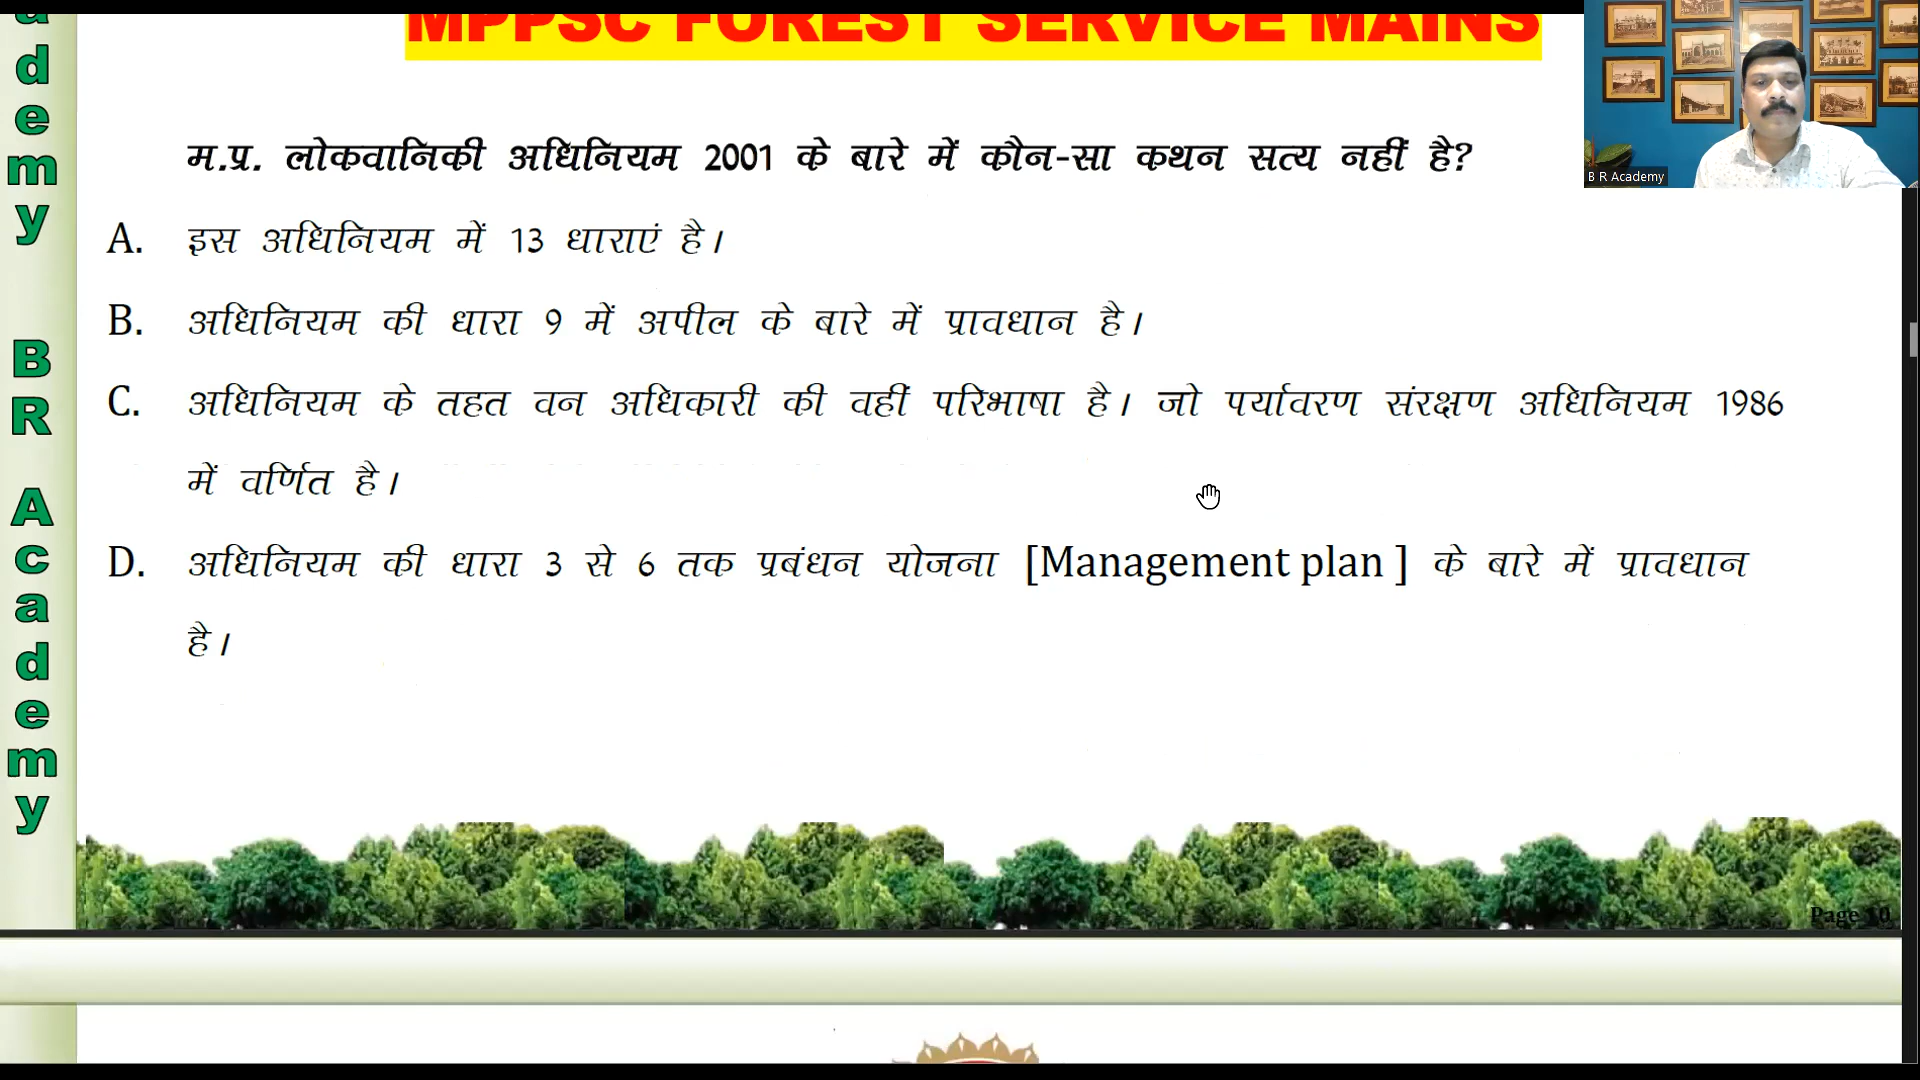 MPPSC FOREST SERVICE MAINS
B R Academy
म.प्र. लोकवानिकी अधिनियम 2001 के बारे में कौन-सा कथन सत्य नहीं है?
A. इस अधिनियम में 13 धाराएं है।
B. अधिनियम की धारा 9 में अपील के बारे में प्रावधान है।
C. अधिनियम के तहत वन अधिकारी की वहीं परिभाषा है। जो पर्यावरण संरक्षण अधिनियम 1986
में वर्णित है।
D. अधिनियम की धारा 3 से 6 तक प्रबंधन योजना [Management plan ] के बारे में प्रावधान
है।
Page 10
ademy
B R Academy